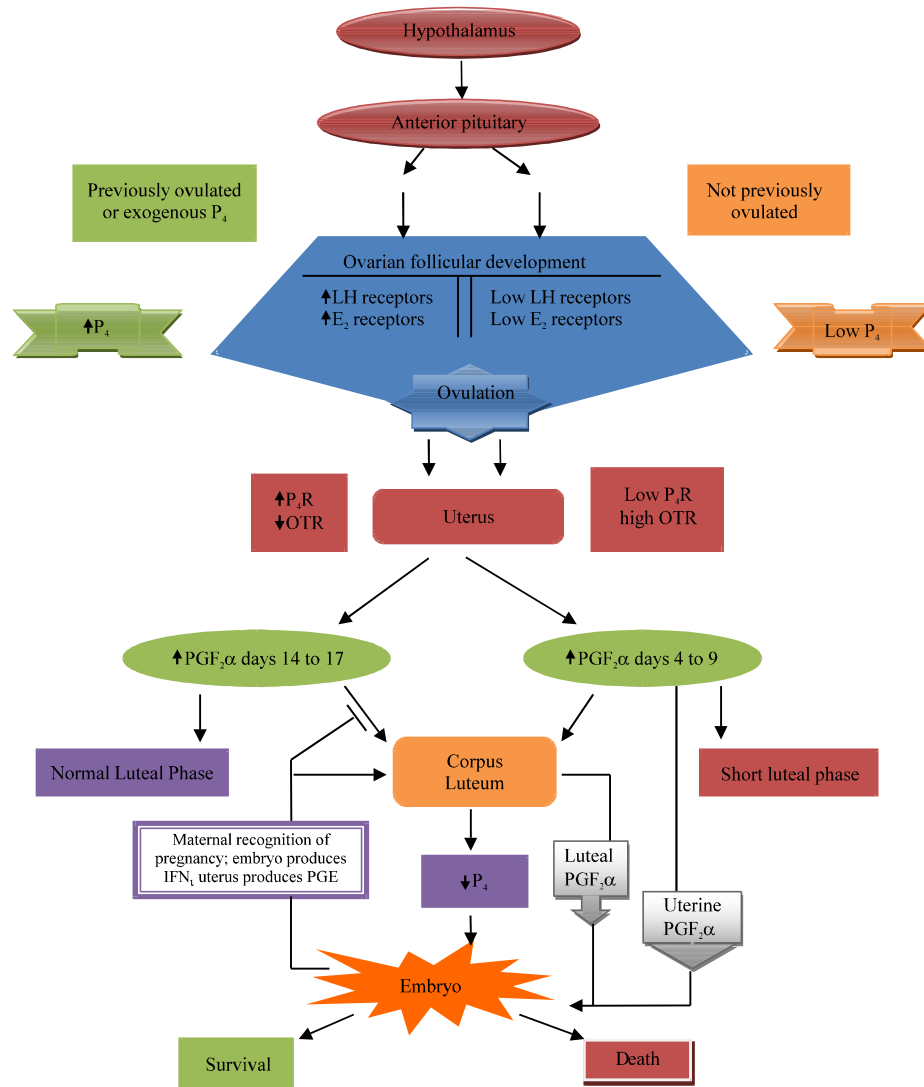 Hypothalamus
Anterior pituitary
Previously ovulated
or exogenous P₄
Not previously
ovulated
Ovarian follicular development
↑LH receptors
↑E₂ receptors
Low LH receptors
Low E₂ receptors
↑P₄
Low P₄
Ovulation
↑P₄R
↓OTR
Uterus
Low P₄R
high OTR
↑PGF₂α days 14 to 17
↑PGF₂α days 4 to 9
Normal Luteal Phase
Corpus
Luteum
Short luteal phase
Maternal recognition of
pregnancy; embryo produces
IFNι, uterus produces PGE
↓P₄
Luteal
PGF₂α
Uterine
PGF₂α
Embryo
Survival
Death